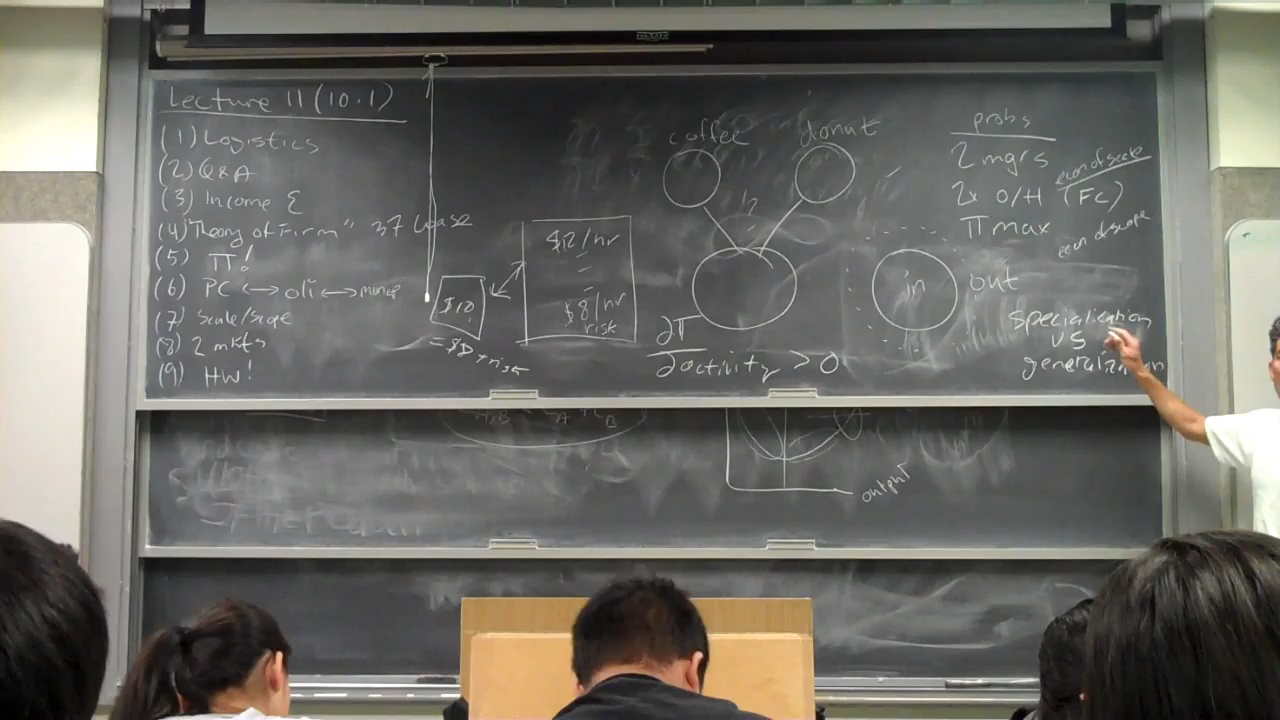 Lecture 11 (10.1)
(1) Logistics
(2) Q&A
(3) Income Σ
(4) "Theory of Firm" 37 Coase
(5) π!
(6) PC ↔ oli ↔ monop
(7) Scale/scope
(8) 2 mkts
(9) HW!
$10
$12/hr
$8/hr
risk
coffee
donut
∂π
∂activity > 0
in
out
probs
2 mgrs
econ of scale
2x O/H (FC)
π max
econ of scope
specialization
vs
generalization
output